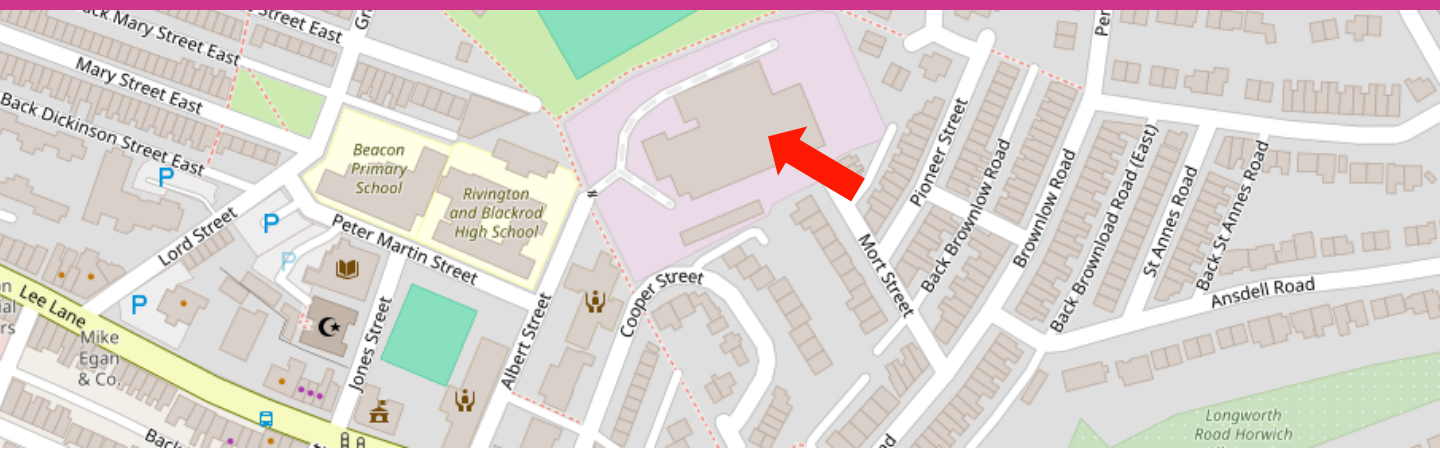 Street East
Back Mary Street East
Mary Street East
Back Dickinson Street East
P
Beacon
Primary
School
Rivington
and Blackrod
High School
P
Lord Street
P
Peter Martin Street
P
Lee Lane
Mike
Egan
& Co.
Jones Street
Albert Street
Cooper Street
Mort Street
Pioneer Street
Back Brownlow Road
Brownlow Road
Back Brownload Road (East)
St Annes Road
Back St Annes Road
Ansdell Road
Longworth
Road Horwich